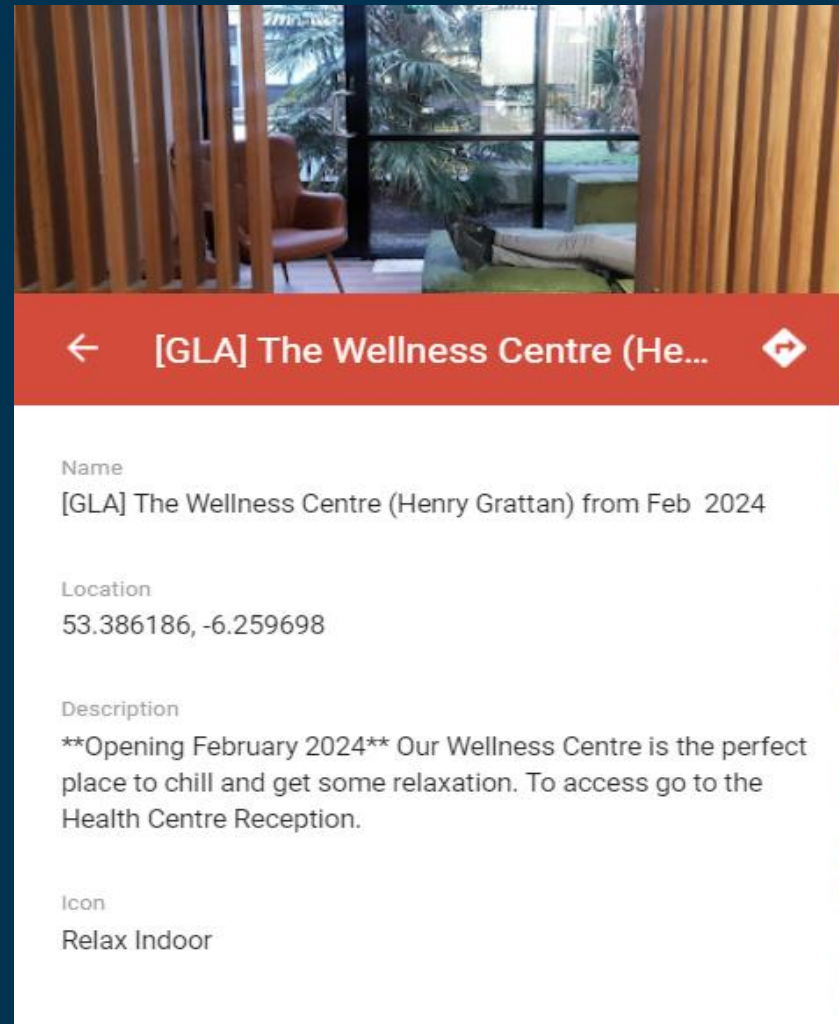 [GLA] The Wellness Centre (He...
Name
[GLA] The Wellness Centre (Henry Grattan) from Feb  2024
Location
53.386186, -6.259698
Description
**Opening February 2024** Our Wellness Centre is the perfect
place to chill and get some relaxation. To access go to the
Health Centre Reception.
Icon
Relax Indoor